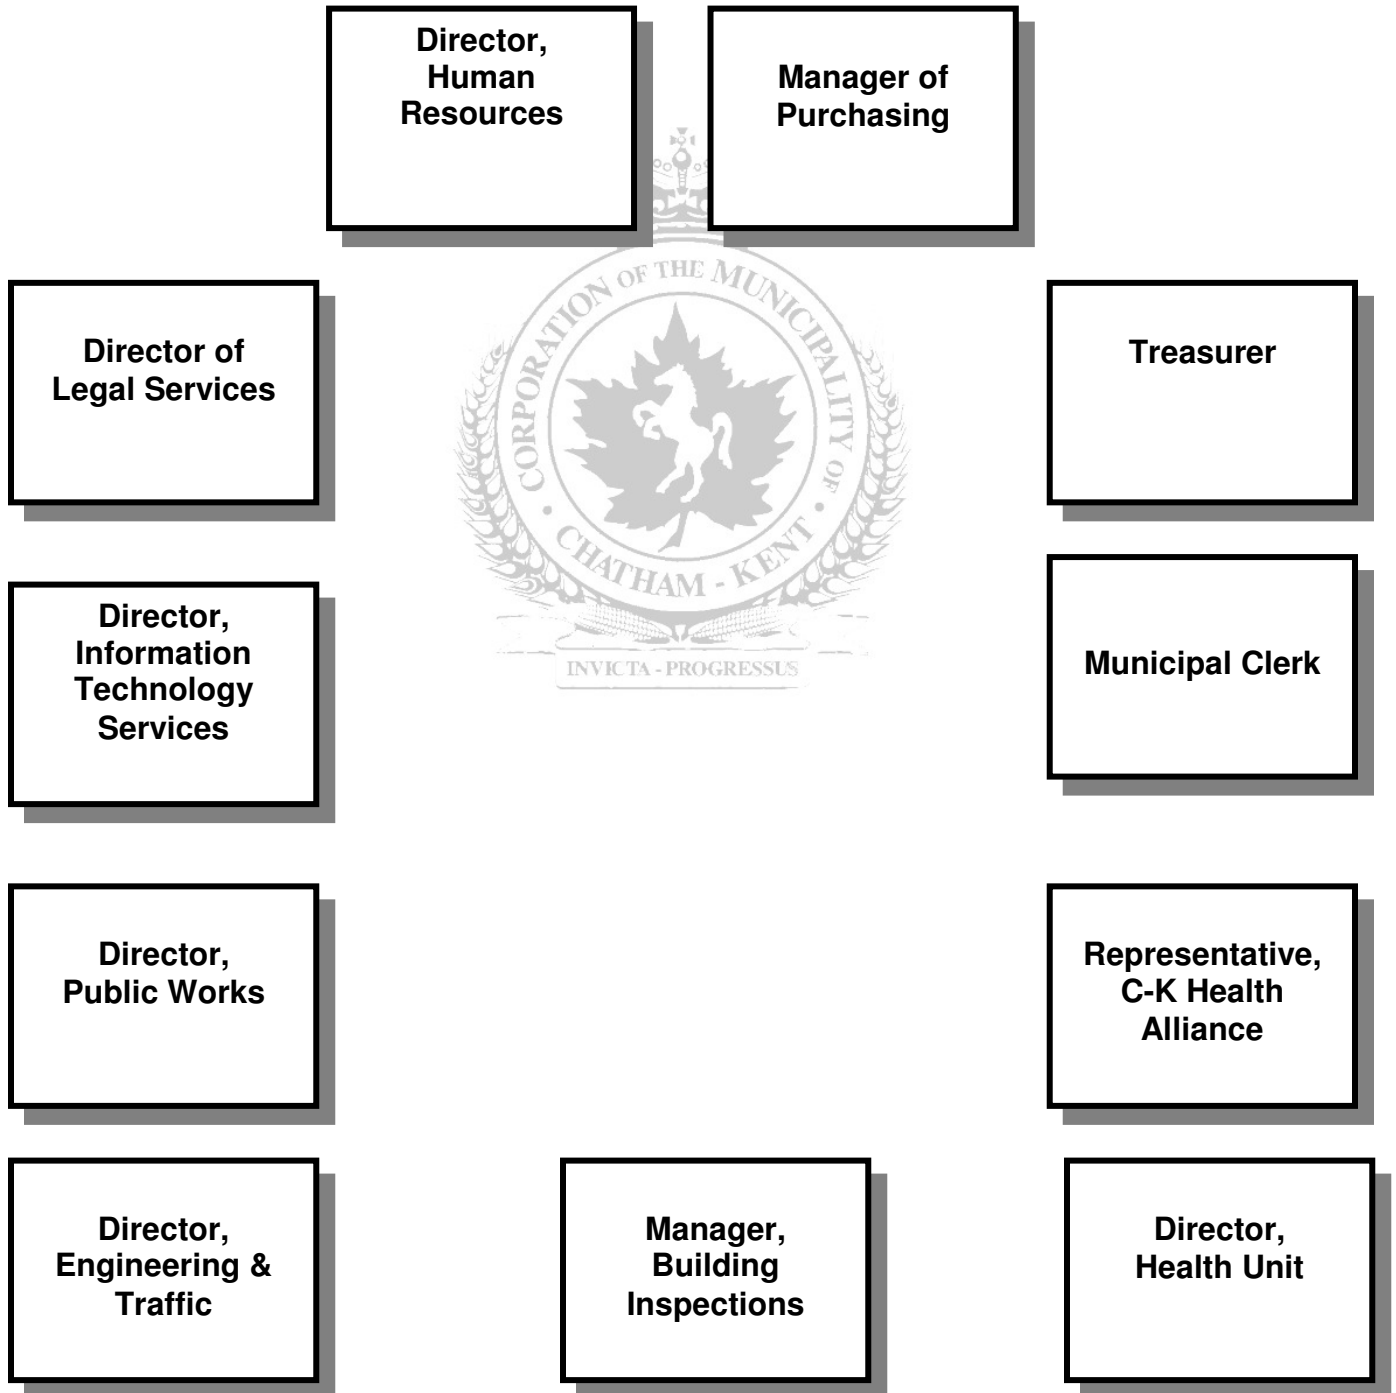 Director,
Human
Resources
Manager of
Purchasing
CORPORATION OF THE MUNICIPALITY OF
CHATHAM - KENT
INVICTA - PROGRESSUS
Director of
Legal Services
Treasurer
Director,
Information
Technology
Services
Municipal Clerk
Director,
Public Works
Representative,
C-K Health
Alliance
Director,
Engineering &
Traffic
Manager,
Building
Inspections
Director,
Health Unit